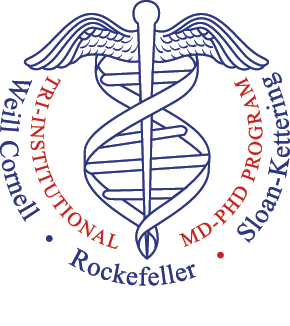 Weill Cornell • Rockefeller • Sloan-Kettering
TRI-INSTITUTIONAL MD-PHD PROGRAM